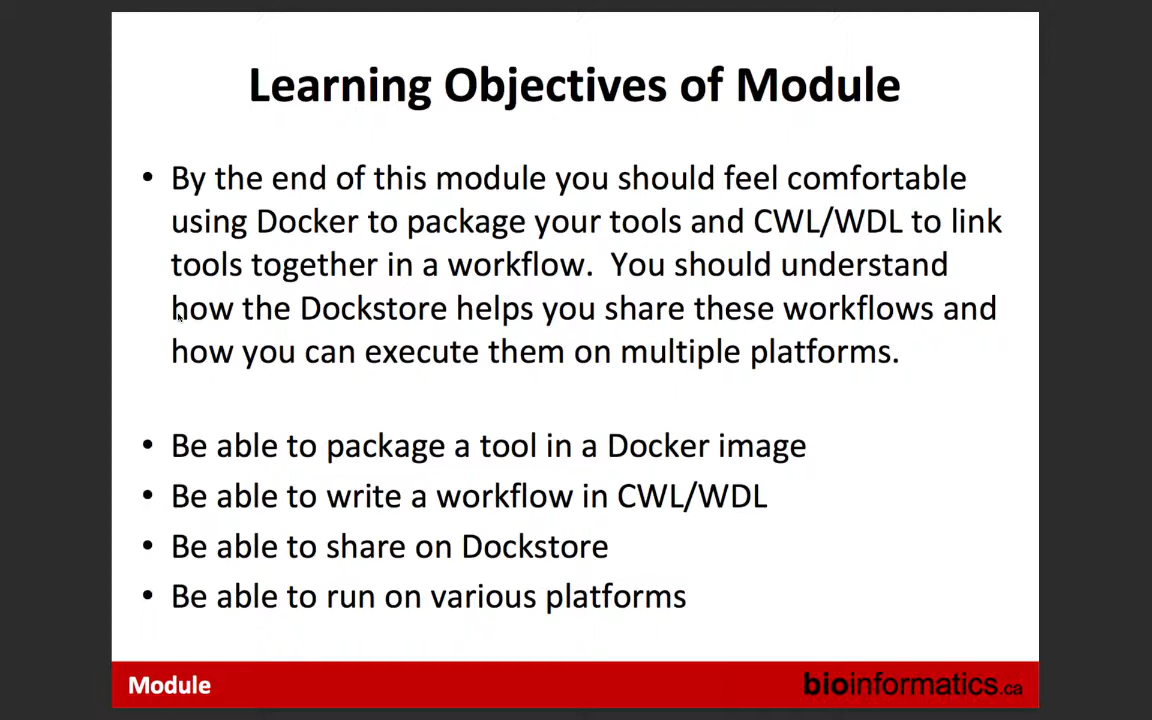 Learning Objectives of Module
• By the end of this module you should feel comfortable
using Docker to package your tools and CWL/WDL to link
tools together in a workflow.  You should understand
how the Dockstore helps you share these workflows and
how you can execute them on multiple platforms.
• Be able to package a tool in a Docker image
• Be able to write a workflow in CWL/WDL
• Be able to share on Dockstore
• Be able to run on various platforms
Module
bioinformatics.ca